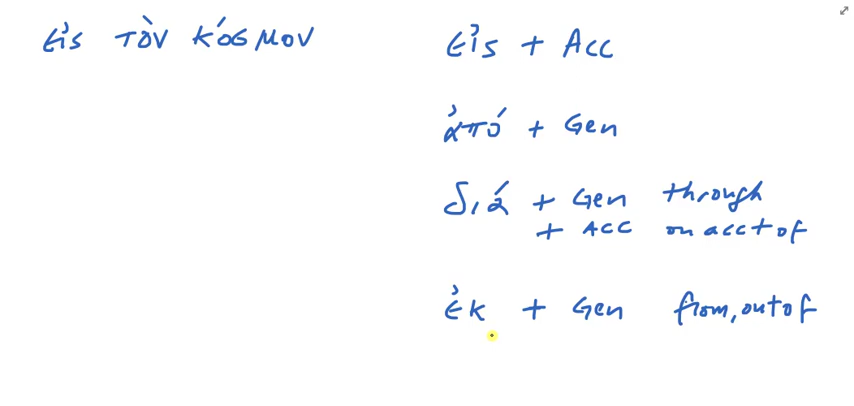 εἰς τὸν κόσμον
εἰς + Acc
ἀπό + Gen
διά + Gen through
+ Acc on acct of
ἐκ + Gen from, out of